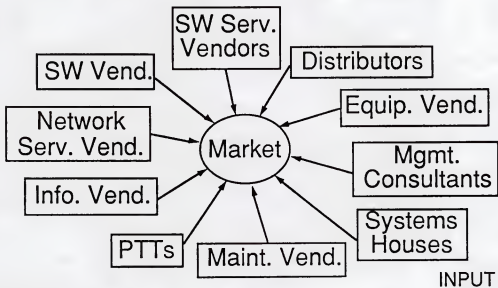 SW Serv.
Vendors
SW Vend.
Distributors
Equip. Vend.
Network
Serv. Vend.
Market
Mgmt.
Consultants
Info. Vend.
Systems
Houses
PTTs
Maint. Vend.
INPUT